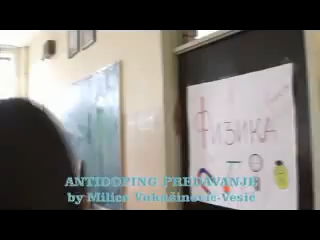 Физика
ANTIDOPING PREDAVANJE
by Milica Vukašinović-Vesić